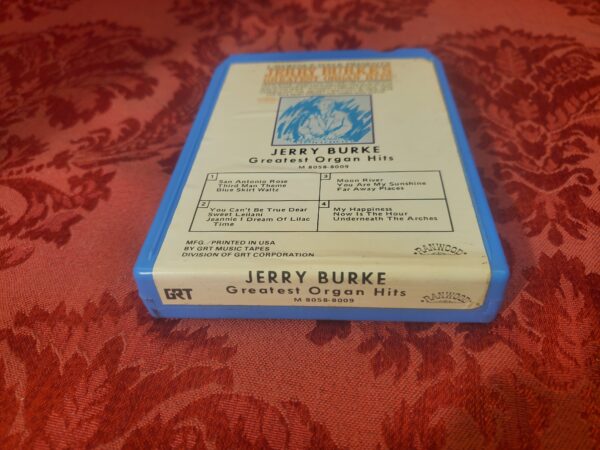 JERRY BURKE'S
JERRY BURKE
Greatest Organ Hits
M 8058-8009
1
San Antonio Rose
Third Man Theme
Blue Skirt Waltz
3
Moon River
You Are My Sunshine
Far Away Places
2
You Can't Be True Dear
Sweet Leilani
Jeannie I Dream Of Lilac
Time
4
My Happiness
Now Is The Hour
Underneath The Arches
MFG./PRINTED IN USA
BY GRT MUSIC TAPES
DIVISION OF GRT CORPORATION
RANWOOD
GRT
JERRY BURKE
Greatest Organ Hits
M 8058-8009
RANWOOD